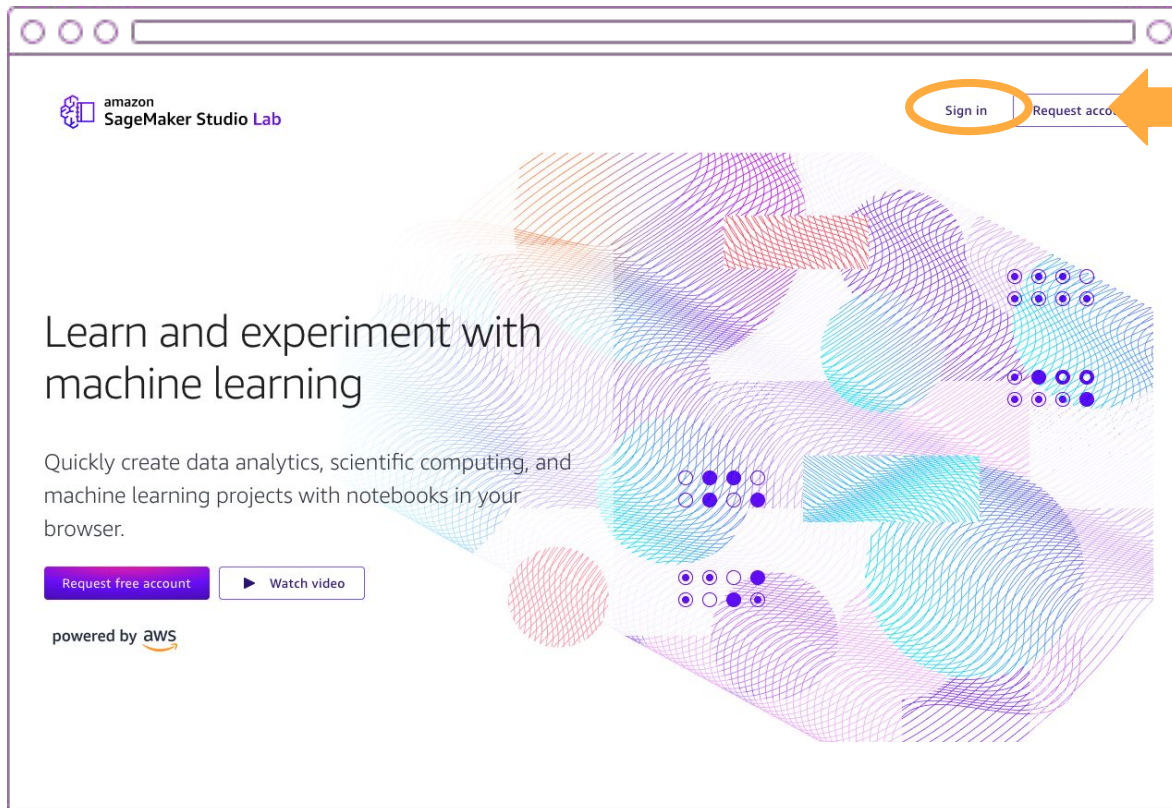 amazon
SageMaker Studio Lab
Sign in
Request
Learn and experiment with
machine learning
Quickly create data analytics, scientific computing, and
machine learning projects with notebooks in your
browser.
Request free account
Watch video
powered by aws